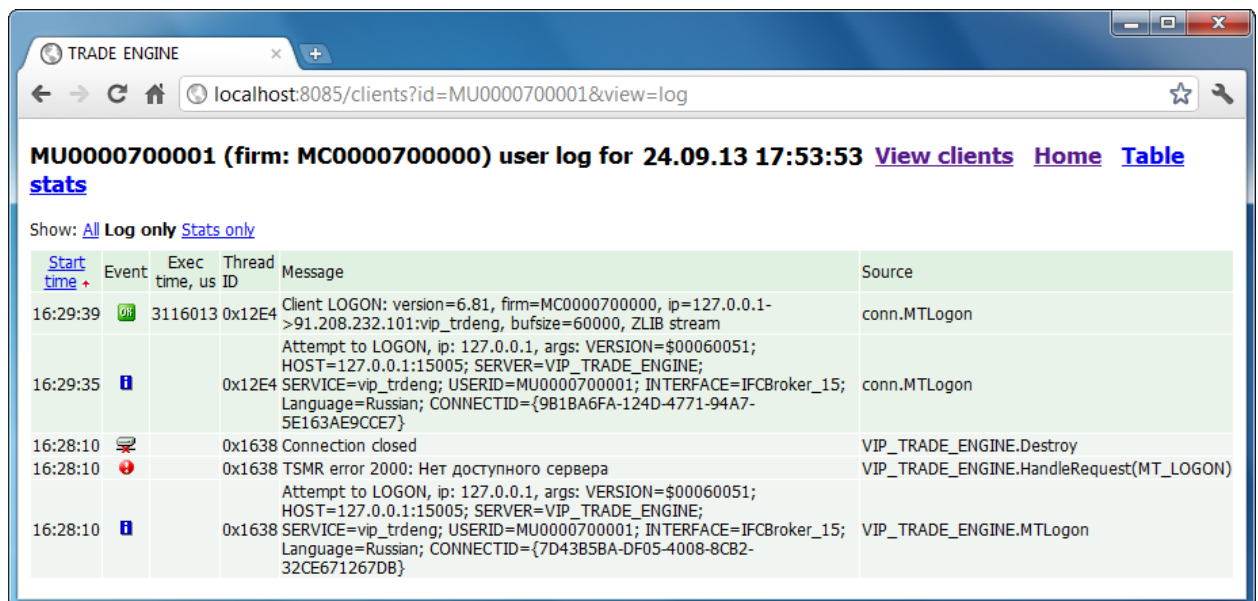 TRADE ENGINE
localhost:8085/clients?id=MU0000700001&view=log
MU0000700001 (firm: MC0000700000) user log for 24.09.13 17:53:53 View clients Home Table
stats
Show: All Log only Stats only
Start time Event Exec time, us Thread ID Message Source
16:29:39 OK 3116013 0x12E4 Client LOGON: version=6.81, firm=MC0000700000, ip=127.0.0.1-
>91.208.232.101:vip_trdeng, bufsize=60000, ZLIB stream conn.MTLogon
Attempt to LOGON, ip: 127.0.0.1, args: VERSION=$00060051;
HOST=127.0.0.1:15005; SERVER=VIP_TRADE_ENGINE;
16:29:35 0x12E4 SERVICE=vip_trdeng; USERID=MU0000700001; INTERFACE=IFCBroker_15; conn.MTLogon
Language=Russian; CONNECTID={9B1BA6FA-124D-4771-94A7-
5E163AE9CCE7}
16:28:10 0x1638 Connection closed VIP_TRADE_ENGINE.Destroy
16:28:10 0x1638 TSMR error 2000: Нет доступного сервера VIP_TRADE_ENGINE.HandleRequest(MT_LOGON)
Attempt to LOGON, ip: 127.0.0.1, args: VERSION=$00060051;
HOST=127.0.0.1:15005; SERVER=VIP_TRADE_ENGINE;
16:28:10 0x1638 SERVICE=vip_trdeng; USERID=MU0000700001; INTERFACE=IFCBroker_15; VIP_TRADE_ENGINE.MTLogon
Language=Russian; CONNECTID={7D43B5BA-DF05-4008-8CB2-
32CE671267DB}